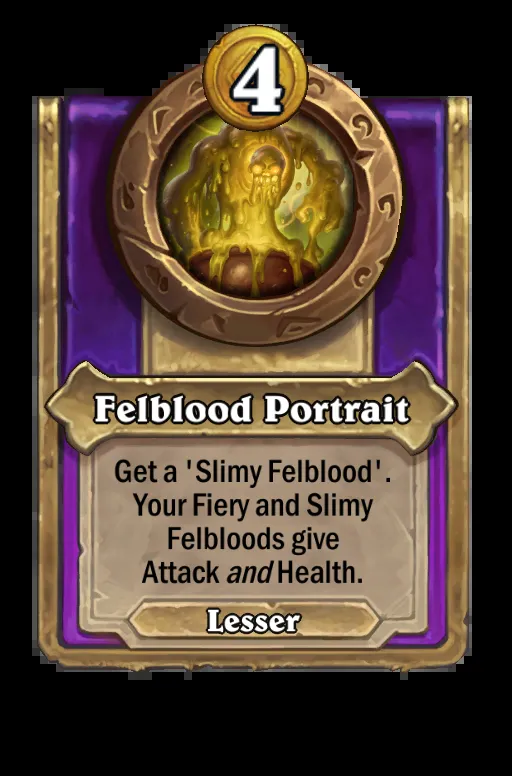 4
Felblood Portrait
Get a 'Slimy Felblood'.
Your Fiery and Slimy
Felbloods give
Attack and Health.
Lesser